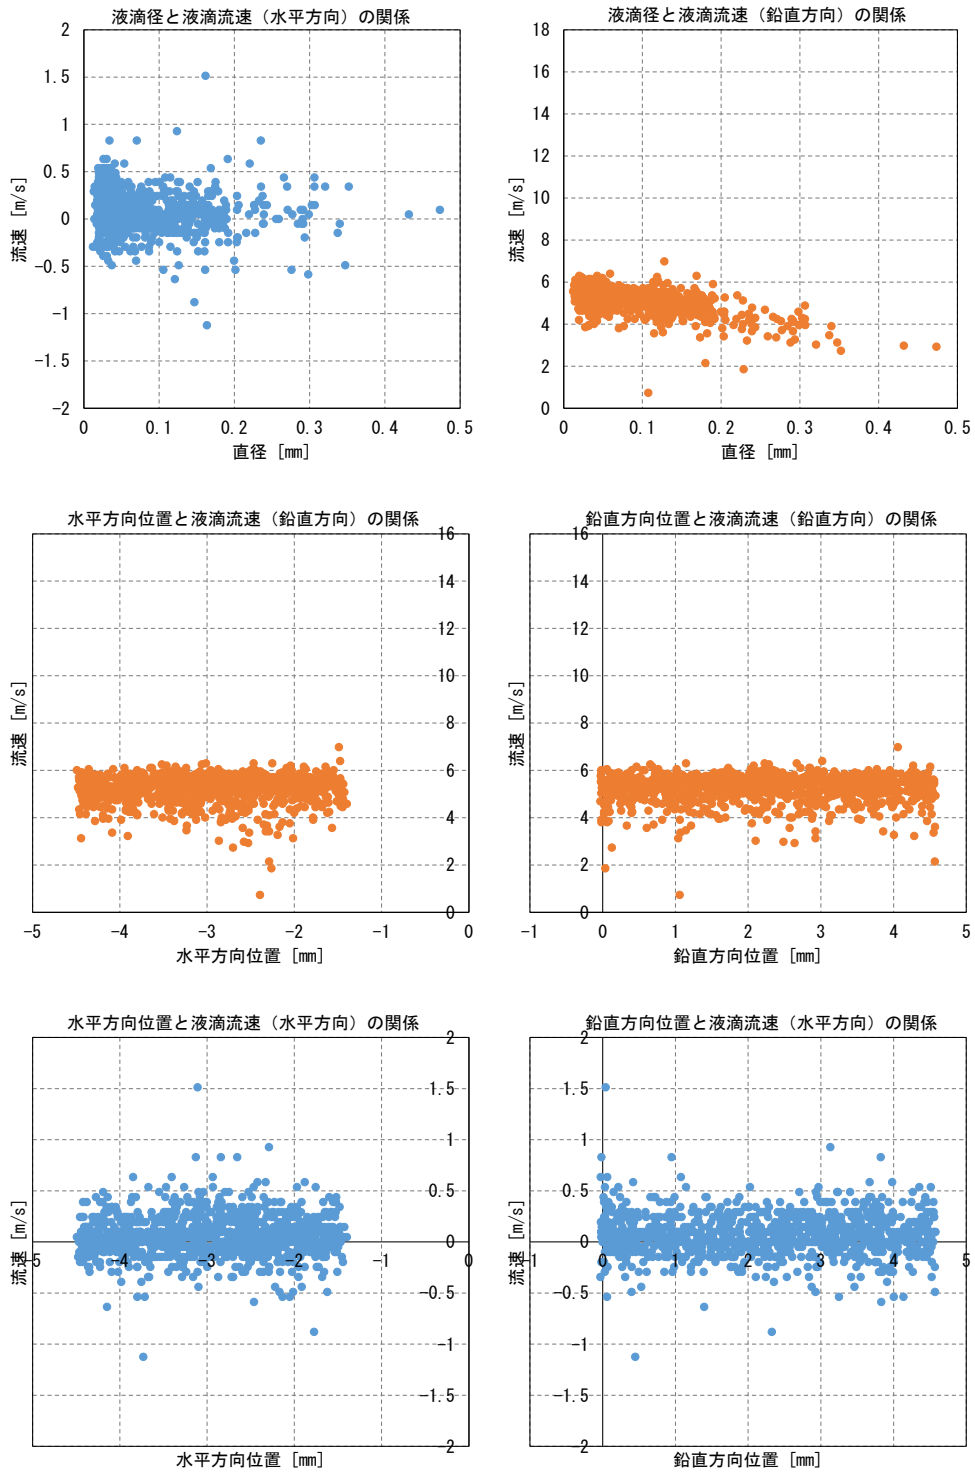 液滴径と液滴流速（水平方向）の関係
2
1.5
1
0.5
0
-0.5
-1
-1.5
-2
流速 [m/s]
0 0.1 0.2 0.3 0.4 0.5
直径 [mm]
液滴径と液滴流速（鉛直方向）の関係
18
16
14
12
10
8
6
4
2
0
流速 [m/s]
0 0.1 0.2 0.3 0.4 0.5
直径 [mm]
水平方向位置と液滴流速（鉛直方向）の関係
16
14
12
10
8
6
4
2
0
流速 [m/s]
-5 -4 -3 -2 -1 0
水平方向位置 [mm]
鉛直方向位置と液滴流速（鉛直方向）の関係
16
14
12
10
8
6
4
2
0
流速 [m/s]
-1 0 1 2 3 4 5
鉛直方向位置 [mm]
水平方向位置と液滴流速（水平方向）の関係
2
1.5
1
0.5
0
-0.5
-1
-1.5
-2
流速 [m/s]
-5 -4 -3 -2 -1 0
水平方向位置 [mm]
鉛直方向位置と液滴流速（水平方向）の関係
2
1.5
1
0.5
0
-0.5
-1
-1.5
-2
流速 [m/s]
-1 0 1 2 3 4 5
鉛直方向位置 [mm]